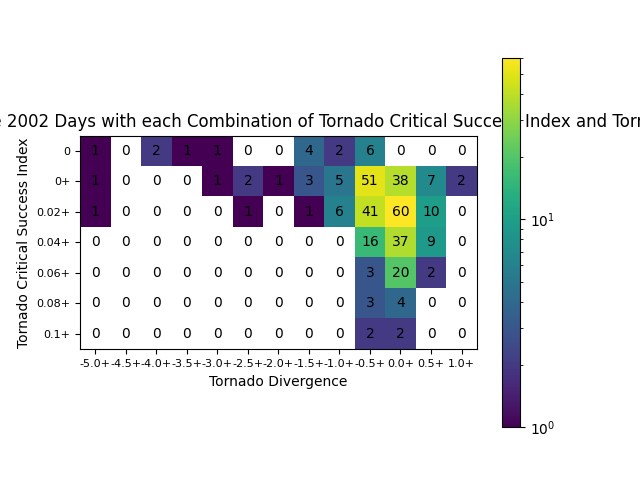 2002 Days with each Combination of Tornado Critical Success Index and Tor
0 1 0 2 1 1 0 0 4 2 6 0 0 0
0+ 1 0 0 0 1 2 1 3 5 51 38 7 2
0.02+ 1 0 0 0 0 1 0 1 6 41 60 10 0
0.04+ 0 0 0 0 0 0 0 0 0 16 37 9 0
0.06+ 0 0 0 0 0 0 0 0 0 3 20 2 0
0.08+ 0 0 0 0 0 0 0 0 0 3 4 0 0
0.1+ 0 0 0 0 0 0 0 0 0 2 2 0 0
-5.0+ -4.5+ -4.0+ -3.5+ -3.0+ -2.5+ -2.0+ -1.5+ -1.0+ -0.5+ 0.0+ 0.5+ 1.0+
Tornado Divergence
Tornado Critical Success Index
10¹
10⁰